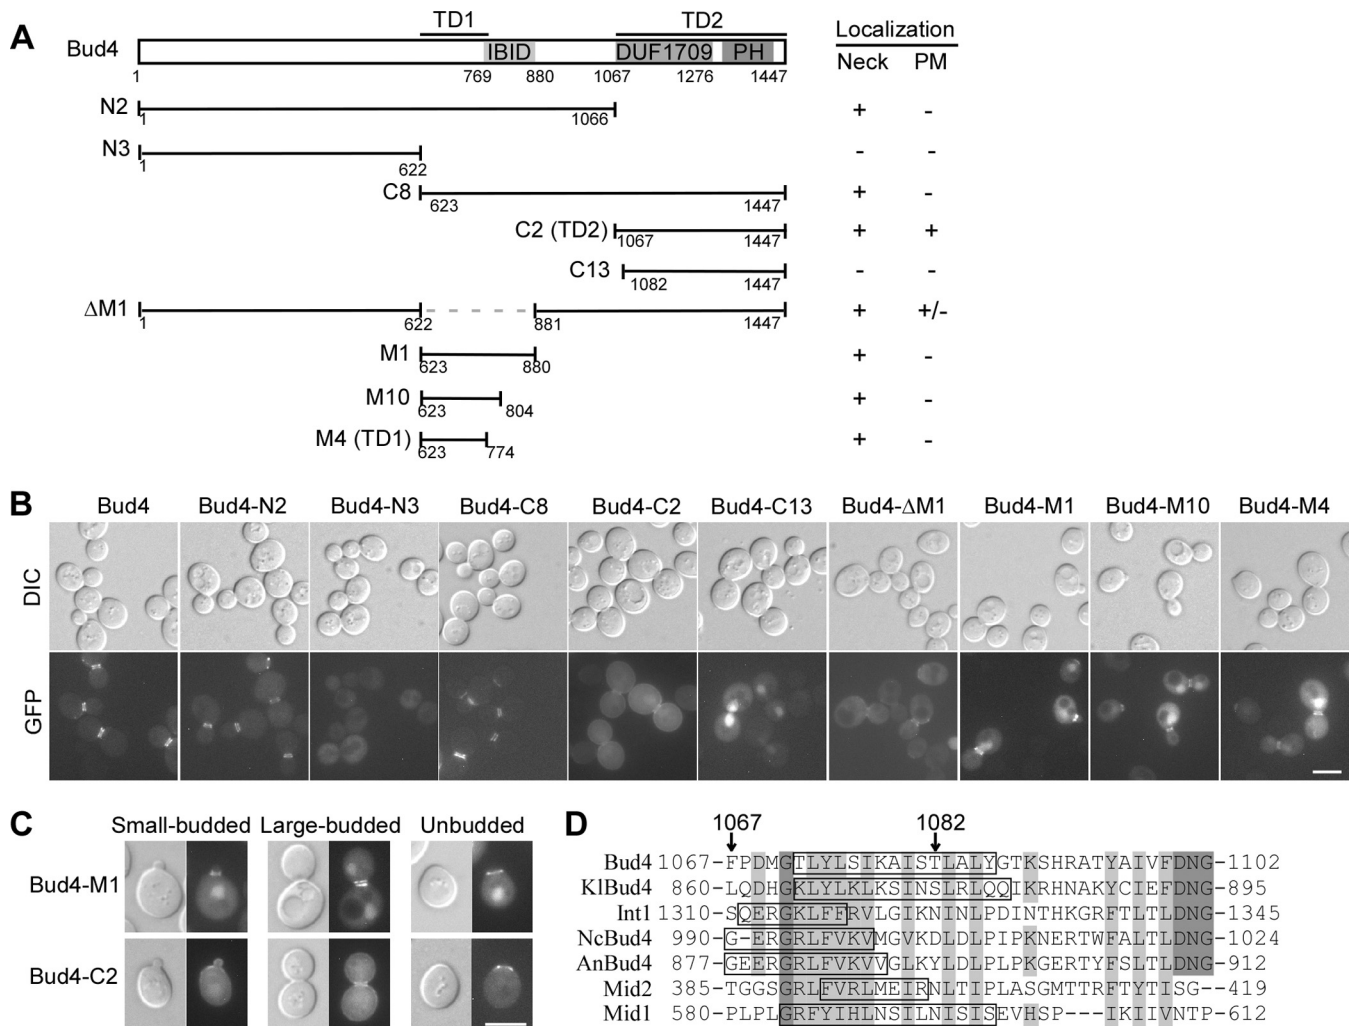 A
TD1 TD2
Localization
Bud4 IBID DUF1709 PH
Neck PM
1 769 880 1067 1276 1447
N2 1 1066 + -
N3 1 622 - -
C8 623 1447 + -
C2 (TD2) 1067 1447 + +
C13 1082 1447 - -
ΔM1 1 622 881 1447 + +/-
M1 623 880 + -
M10 623 804 + -
M4 (TD1) 623 774 + -
B
Bud4 Bud4-N2 Bud4-N3 Bud4-C8 Bud4-C2 Bud4-C13 Bud4-ΔM1 Bud4-M1 Bud4-M10 Bud4-M4
DIC
GFP
C
Small-budded Large-budded Unbudded
Bud4-M1
Bud4-C2
D
1067 1082
Bud4 1067-FPDMGTLYLSIKAISTLALYGTKSHRATYAIVFDNG-1102
KlBud4 860-LQDHGKLYLKLKSINSLRLQQIKRHNAKYCIEFDNG-895
Int1 1310-SQERGKLFFRVLGIKNINLPDINTHKGRFTLTLDNG-1345
NcBud4 990-G-ERGRLFVKVMGVKDLDLPIPKNERTWFALTLDNG-1024
AnBud4 877-GEERGRLFVKVVGLKYLDLPLPKGERTYFSLTLDNG-912
Mid2 385-TGGSGRLFVRLMEIRNLTIPLASGMTTRFTYTISG--419
Mid1 580-PLPLGRFYIHLNSILNISISEVHSP---IKIIVNTP-612